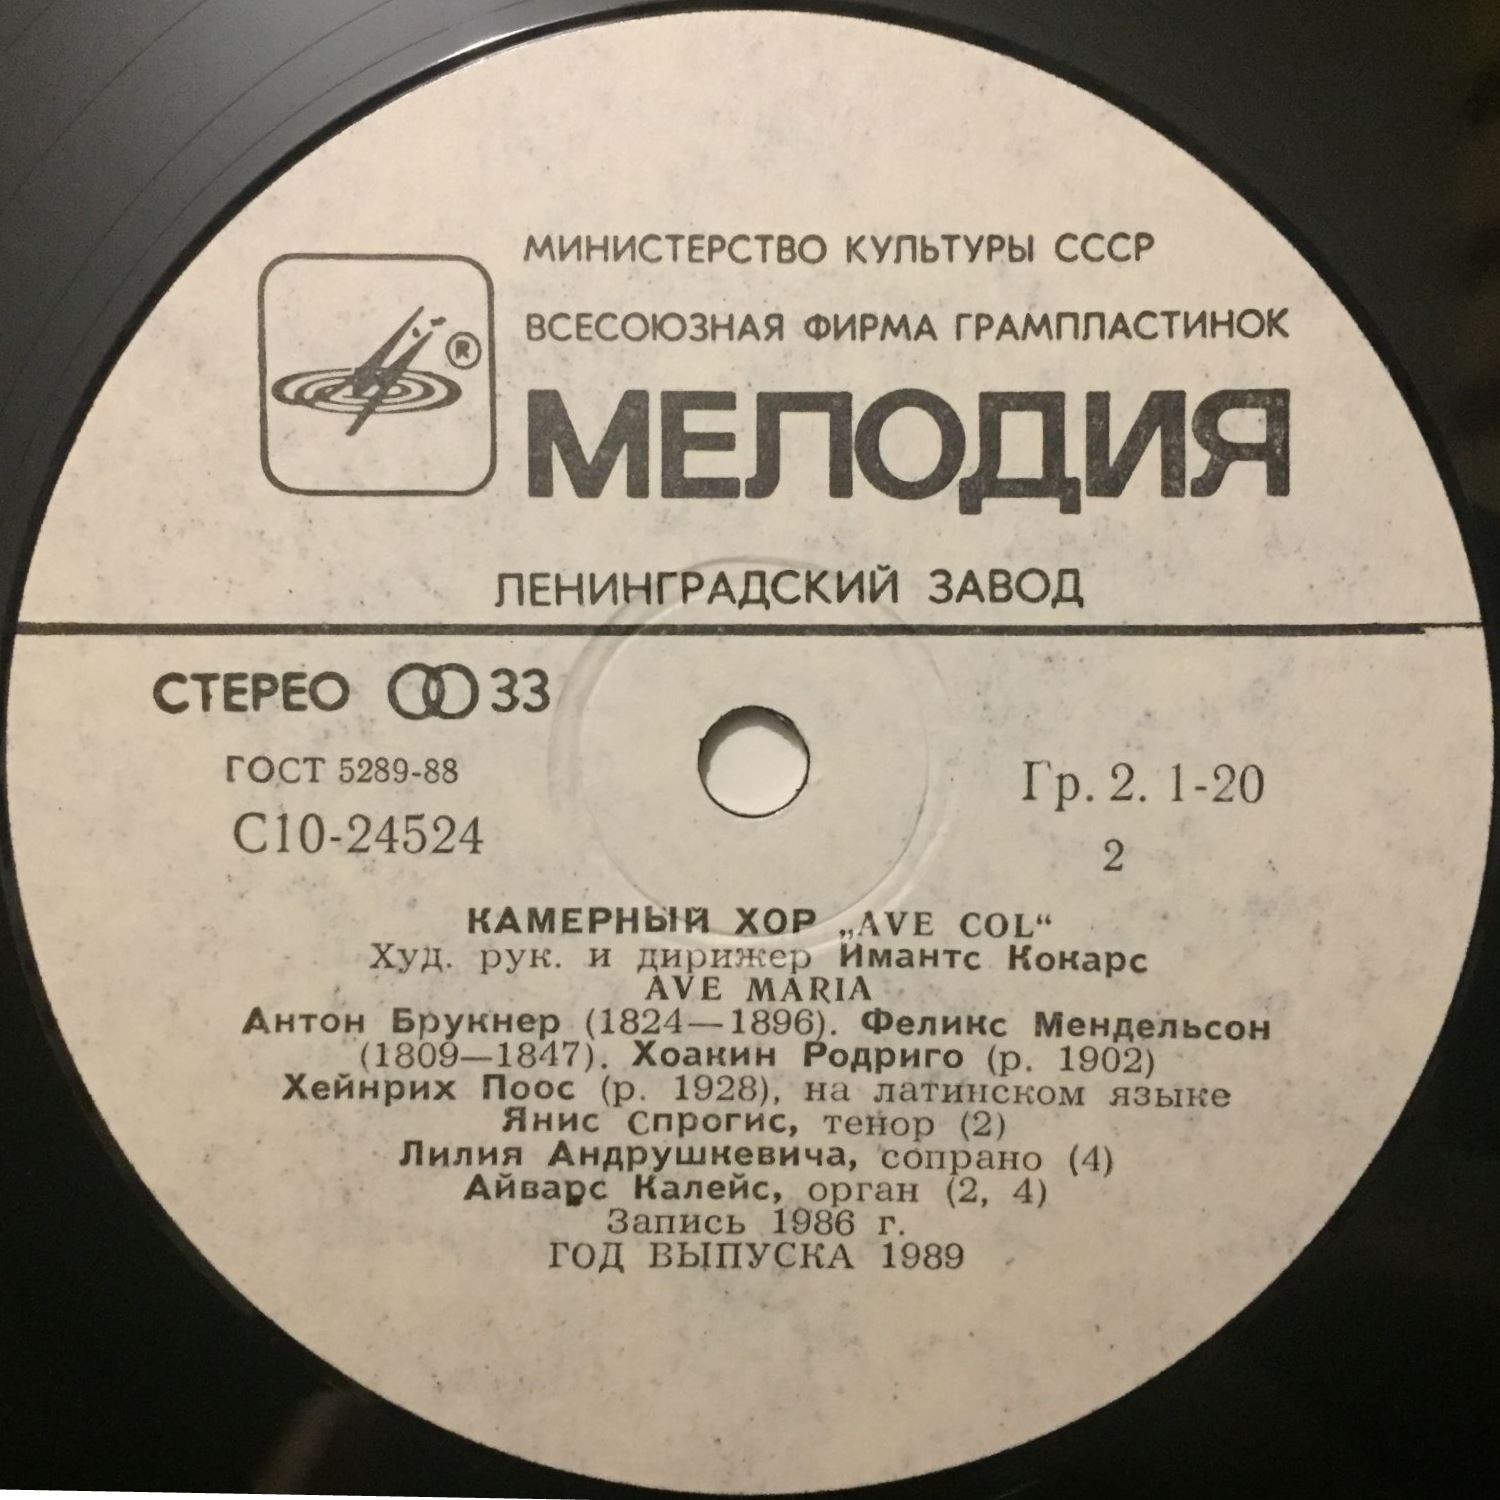 МИНИСТЕРСТВО КУЛЬТУРЫ СССР
ВСЕСОЮЗНАЯ ФИРМА ГРАМПЛАСТИНОК
®
МЕЛОДИЯ
ЛЕНИНГРАДСКИЙ ЗАВОД
СТЕРЕО 33
ГОСТ 5289-88
Гр. 2. 1-20
С10-24524
2
КАМЕРНЫЙ ХОР „AVE COL“
Худ. рук. и дирижер Имантс Кокарс
AVE MARIA
Антон Брукнер (1824—1896). Феликс Мендельсон
(1809—1847). Хоакин Родриго (р. 1902)
Хейнрих Поос (р. 1928), на латинском языке
Янис Спрогис, тенор (2)
Лилия Андрушкевича, сопрано (4)
Айварс Калейс, орган (2, 4)
Запись 1986 г.
ГОД ВЫПУСКА 1989